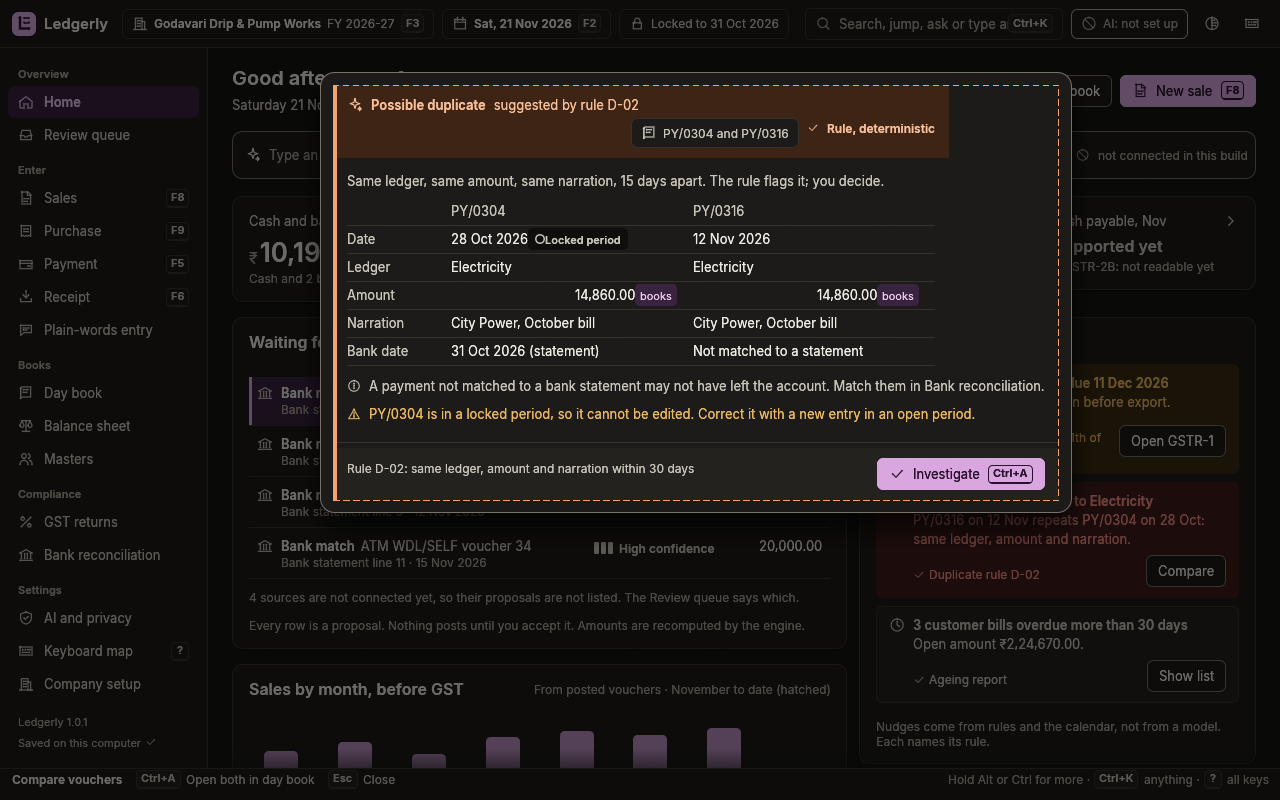 Ledgerly
Godavari Drip & Pump Works FY 2026-27 F3
Sat, 21 Nov 2026 F2
Locked to 31 Oct 2026
Search, jump, ask or type a Ctrl+K
AI: not set up
Overview
Home
Review queue
Enter
Sales F8
Purchase F9
Payment F5
Receipt F6
Plain-words entry
Books
Day book
Balance sheet
Masters
Compliance
GST returns
Bank reconciliation
Settings
AI and privacy
Keyboard map ?
Company setup
Ledgerly 1.0.1
Saved on this computer
Good
Saturday 21
book
New sale F8
Type an
not connected in this build
Cash and
₹10,19
Cash and 2
payable, Nov
STR-2B: not readable yet
Possible duplicate suggested by rule D-02
PY/0304 and PY/0316
Rule, deterministic
Same ledger, same amount, same narration, 15 days apart. The rule flags it; you decide.
PY/0304 PY/0316
Date 28 Oct 2026 Locked period 12 Nov 2026
Ledger Electricity Electricity
Amount 14,860.00 books 14,860.00 books
Narration City Power, October bill City Power, October bill
Bank date 31 Oct 2026 (statement) Not matched to a statement
A payment not matched to a bank statement may not have left the account. Match them in Bank reconciliation.
PY/0304 is in a locked period, so it cannot be edited. Correct it with a new entry in an open period.
Rule D-02: same ledger, amount and narration within 30 days
Investigate Ctrl+A
Waiting
Bank
Bank
Bank
Bank
Bank
Bank match ATM WDL/SELF voucher 34
Bank statement line 11 · 15 Nov 2026
High confidence
20,000.00
4 sources are not connected yet, so their proposals are not listed. The Review queue says which.
Every row is a proposal. Nothing posts until you accept it. Amounts are recomputed by the engine.
Sales by month, before GST
From posted vouchers · November to date (hatched)
due 11 Dec 2026
before export.
of
Open GSTR-1
to Electricity
PY/0316 on 12 Nov repeats PY/0304 on 28 Oct:
same ledger, amount and narration.
Duplicate rule D-02
Compare
3 customer bills overdue more than 30 days
Open amount ₹2,24,670.00.
Ageing report
Show list
Nudges come from rules and the calendar, not from a model.
Each names its rule.
Compare vouchers Ctrl+A Open both in day book Esc Close
Hold Alt or Ctrl for more · Ctrl+K anything · ? all keys